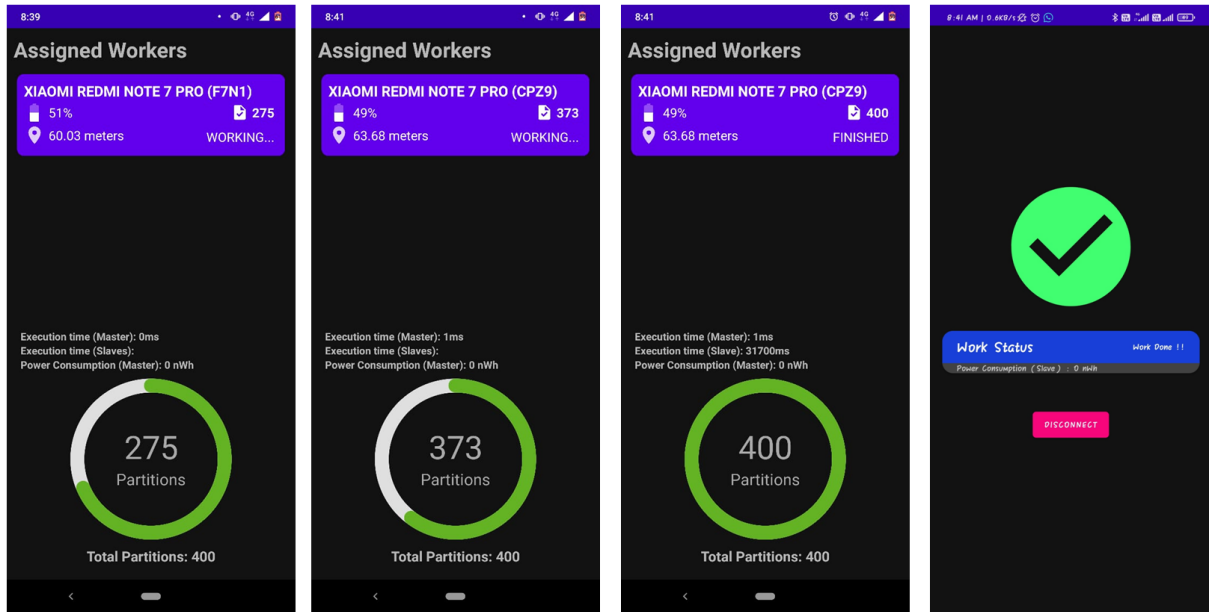 8:39
4G
Assigned Workers
XIAOMI REDMI NOTE 7 PRO (F7N1)
51%
275
60.03 meters
WORKING...
Execution time (Master): 0ms
Execution time (Slaves):
Power Consumption (Master): 0 nWh
275
Partitions
Total Partitions: 400
8:41
4G
Assigned Workers
XIAOMI REDMI NOTE 7 PRO (CPZ9)
49%
373
63.68 meters
WORKING...
Execution time (Master): 1ms
Execution time (Slaves):
Power Consumption (Master): 0 nWh
373
Partitions
Total Partitions: 400
8:41
4G
Assigned Workers
XIAOMI REDMI NOTE 7 PRO (CPZ9)
49%
400
63.68 meters
FINISHED
Execution time (Master): 1ms
Execution time (Slave): 31700ms
Power Consumption (Master): 0 nWh
400
Partitions
Total Partitions: 400
8:41 AM | 0.6KB/s
Work Status
Work Done !!
Power Consumption (Slave) : 0 nWh
DISCONNECT